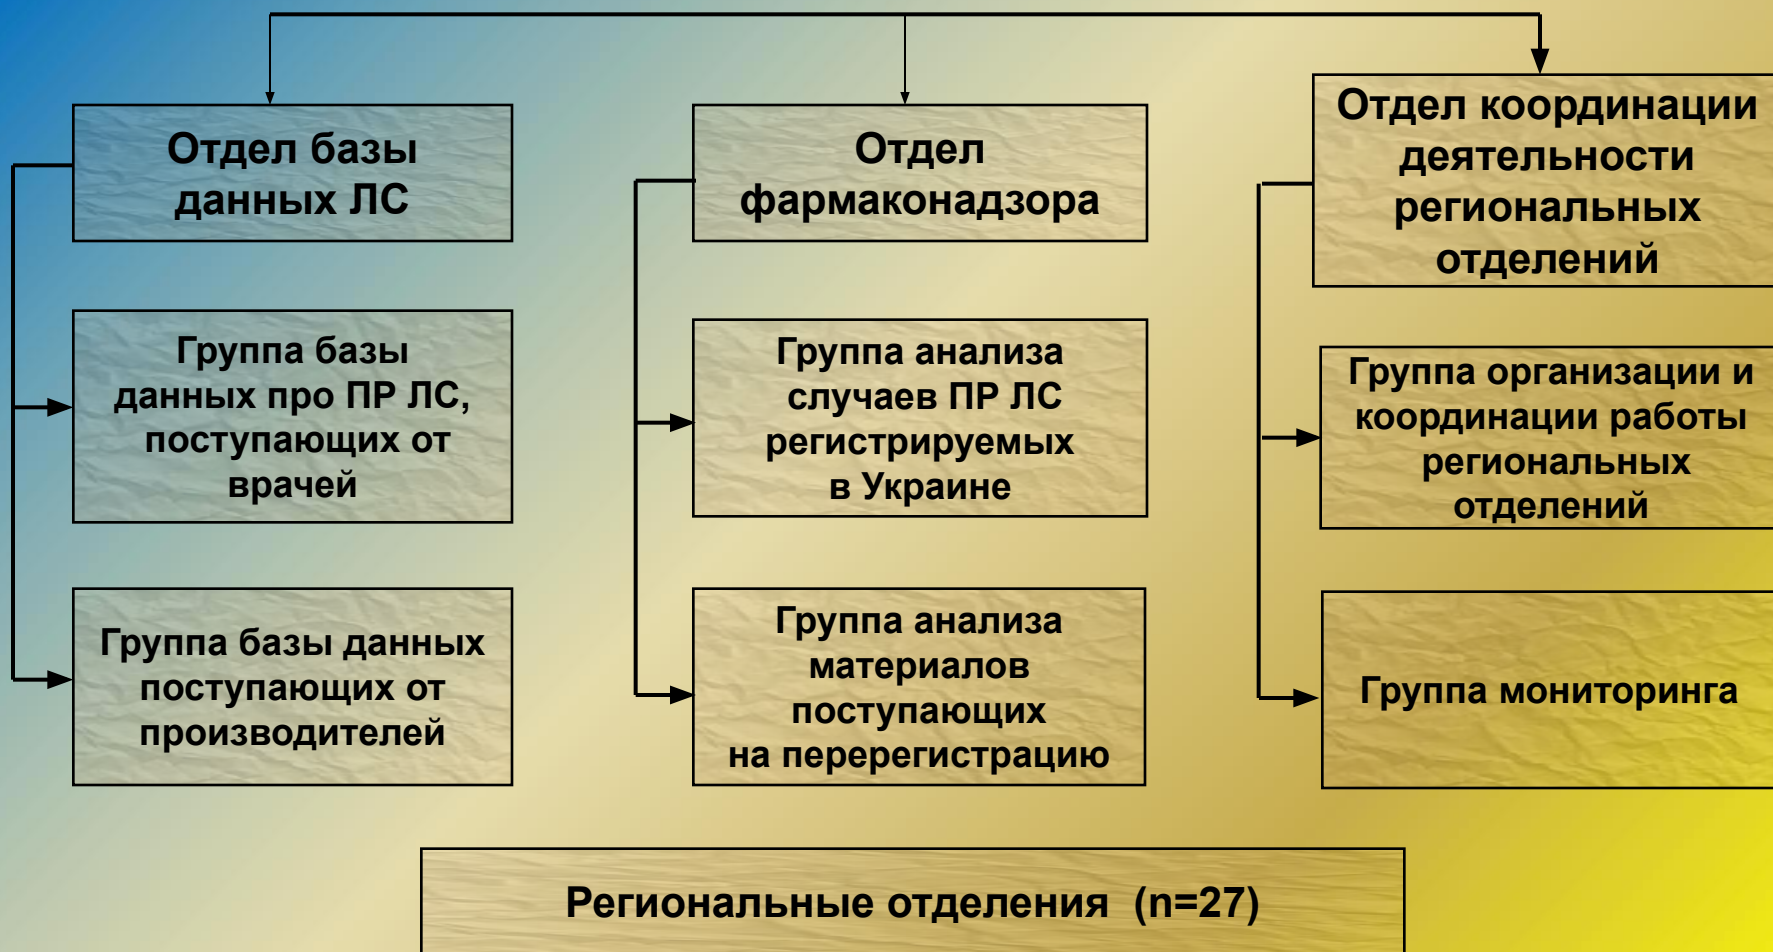 Отдел базы
данных ЛС
Группа базы
данных про ПР ЛС,
поступающих от
врачей
Группа базы данных
поступающих от
производителей
Отдел
фармаконадзора
Группа анализа
случаев ПР ЛС
регистрируемых
в Украине
Группа анализа
материалов
поступающих
на перерегистрацию
Отдел координации
деятельности
региональных
отделений
Группа организации и
координации работы
региональных
отделений
Группа мониторинга
Региональные отделения (n=27)